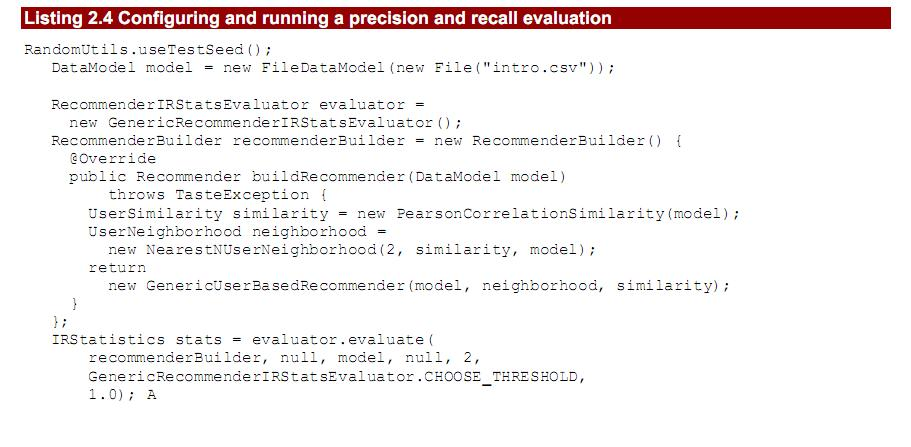 Listing 2.4 Configuring and running a precision and recall evaluation
RandomUtils.useTestSeed();
DataModel model = new FileDataModel(new File("intro.csv"));
RecommenderIRStatsEvaluator evaluator =
new GenericRecommenderIRStatsEvaluator();
RecommenderBuilder recommenderBuilder = new RecommenderBuilder() {
@Override
public Recommender buildRecommender(DataModel model)
throws TasteException {
UserSimilarity similarity = new PearsonCorrelationSimilarity(model);
UserNeighborhood neighborhood =
new NearestNUserNeighborhood(2, similarity, model);
return
new GenericUserBasedRecommender(model, neighborhood, similarity);
}
};
IRStatistics stats = evaluator.evaluate(
recommenderBuilder, null, model, null, 2,
GenericRecommenderIRStatsEvaluator.CHOOSE_THRESHOLD,
1.0); A